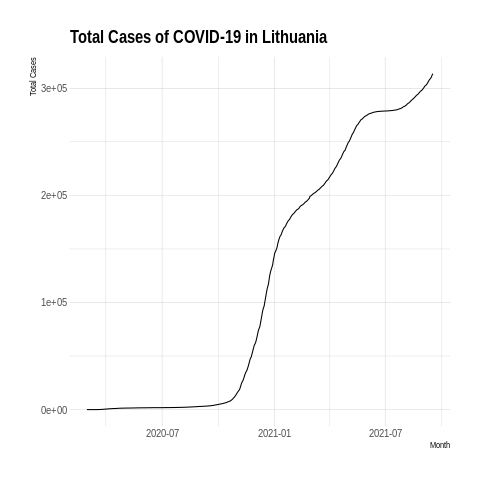 Total Cases of COVID-19 in Lithuania
Total Cases
3e+05
2e+05
1e+05
0e+00
2020-07
2021-01
2021-07
Month